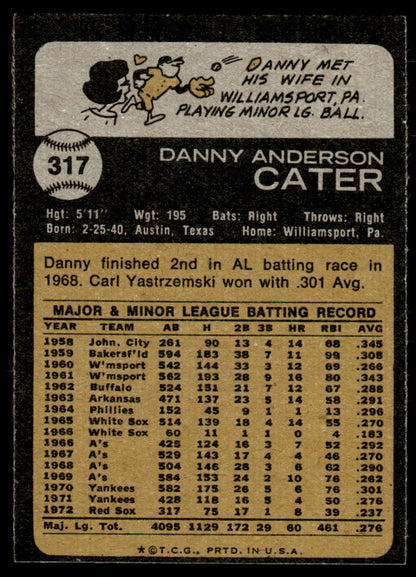 DANNY MET
HIS WIFE IN
WILLIAMSPORT, PA.
PLAYING MINOR LG. BALL.
317
DANNY ANDERSON
CATER
Hgt: 5'11" Wgt: 195 Bats: Right Throws: Right
Born: 2-25-40, Austin, Texas Home: Williamsport, Pa.
Danny finished 2nd in AL batting race in
1968. Carl Yastrzemski won with .301 Avg.
MAJOR & MINOR LEAGUE BATTING RECORD
YEAR TEAM AB H 2B 3B HR RBI AVG
1958 John. City 261 90 13 4 14 68 .345
1959 Bakersf'ld 594 183 38 7 11 99 .308
1960 W'msport 542 144 33 3 12 69 .266
1961 W'msport 562 193 28 9 16 80 .343
1962 Buffalo 524 151 21 7 12 67 .288
1963 Arkansas 471 137 23 5 14 58 .291
1964 Phillies 152 45 9 1 1 13 .296
1965 White Sox 514 139 18 4 14 55 .270
1966 White Sox 60 11 1 1 0 4 .183
1966 A's 425 124 16 3 7 52 .292
1967 A's 529 143 17 4 4 46 .270
1968 A's 504 146 28 3 6 62 .290
1969 A's 584 153 24 2 10 76 .262
1970 Yankees 582 175 26 5 6 76 .301
1971 Yankees 428 118 16 5 4 50 .276
1972 Red Sox 317 75 17 1 8 39 .237
Maj. Lg. Tot. 4095 1129 172 29 60 461 .276
*©T.C.G., PRTD. IN U.S.A.